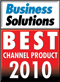 Business
Solutions
BEST
CHANNEL PRODUCT
2010